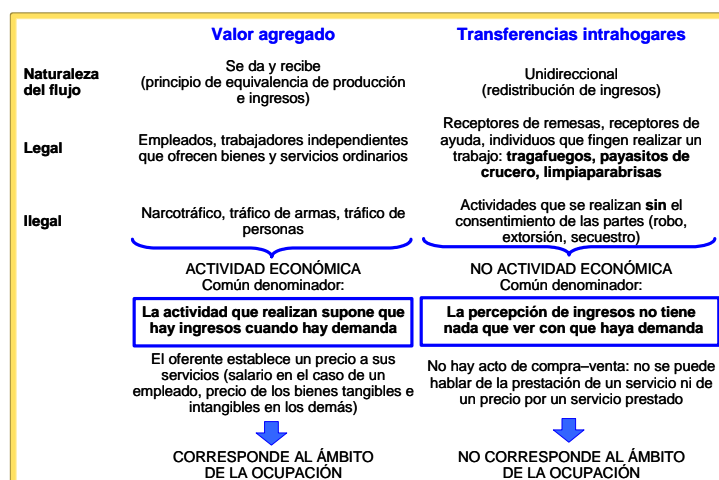 Valor agregado
Transferencias intrahogares
Naturaleza
del flujo
Se da y recibe
(principio de equivalencia de producción
e ingresos)
Unidireccional
(redistribución de ingresos)
Legal
Empleados, trabajadores independientes
que ofrecen bienes y servicios ordinarios
Receptores de remesas, receptores de
ayuda, individuos que fingen realizar un
trabajo: tragafuegos, payasitos de
crucero, limpiaparabrisas
Ilegal
Narcotráfico, tráfico de armas, tráfico de
personas
Actividades que se realizan sin el
consentimiento de las partes (robo,
extorsión, secuestro)
ACTIVIDAD ECONÓMICA
Común denominador:
La actividad que realizan supone que
hay ingresos cuando hay demanda
El oferente establece un precio a sus
servicios (salario en el caso de un
empleado, precio de los bienes tangibles e
intangibles en los demás)
CORRESPONDE AL ÁMBITO
DE LA OCUPACIÓN
NO ACTIVIDAD ECONÓMICA
Común denominador:
La percepción de ingresos no tiene
nada que ver con que haya demanda
No hay acto de compra–venta: no se puede
hablar de la prestación de un servicio ni de
un precio por un servicio prestado
NO CORRESPONDE AL ÁMBITO
DE LA OCUPACIÓN